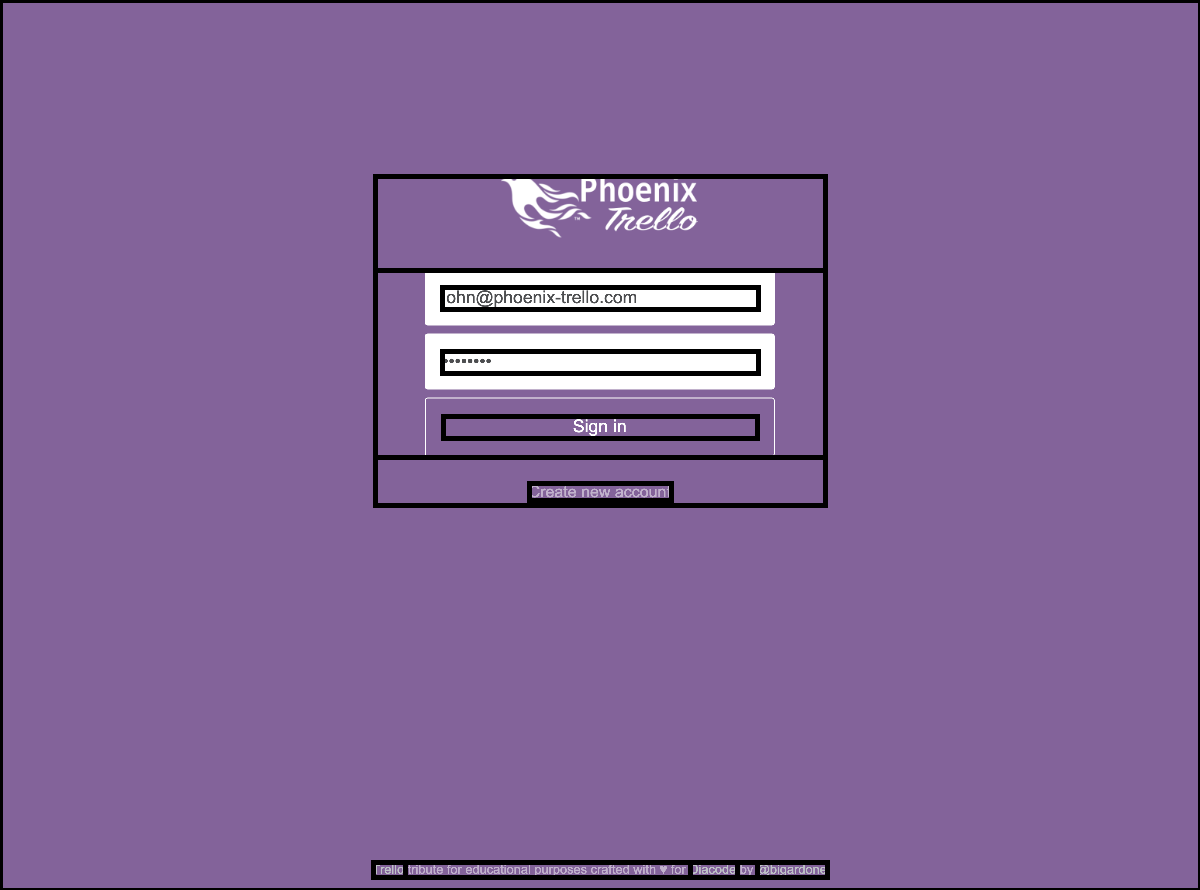 Phoenix
Trello
ohn@phoenix-trello.com
Sign in
Create new account
Trello tribute for educational purposes crafted with ♥ for Diacode by @bigardone